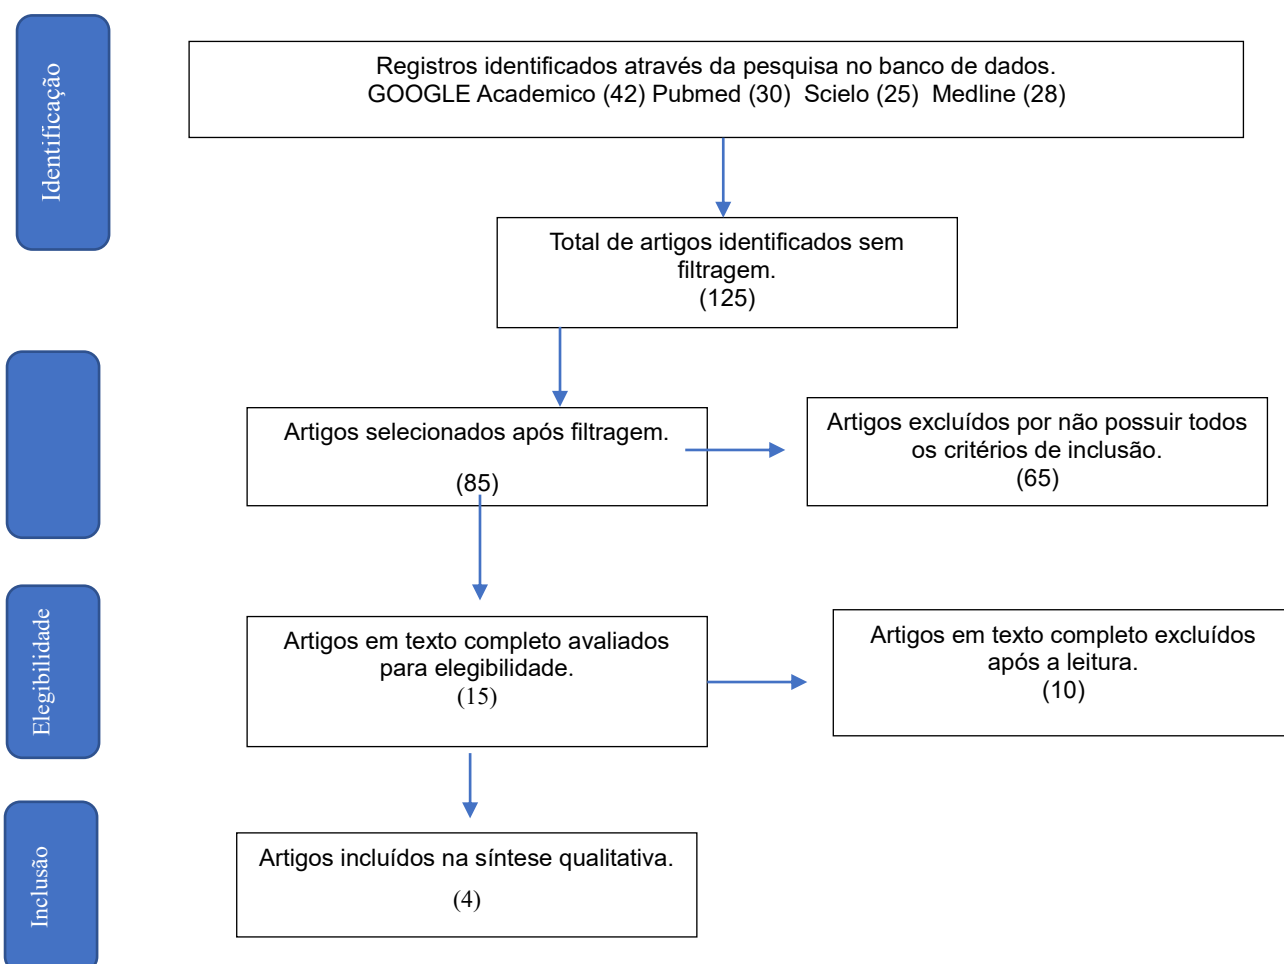 Identificação
Registros identificados através da pesquisa no banco de dados.
GOOGLE Academico (42) Pubmed (30) Scielo (25) Medline (28)
Total de artigos identificados sem
filtragem.
(125)
Artigos selecionados após filtragem.
(85)
Artigos excluídos por não possuir todos
os critérios de inclusão.
(65)
Elegibilidade
Artigos em texto completo avaliados
para elegibilidade.
(15)
Artigos em texto completo excluídos
após a leitura.
(10)
Inclusão
Artigos incluídos na síntese qualitativa.
(4)